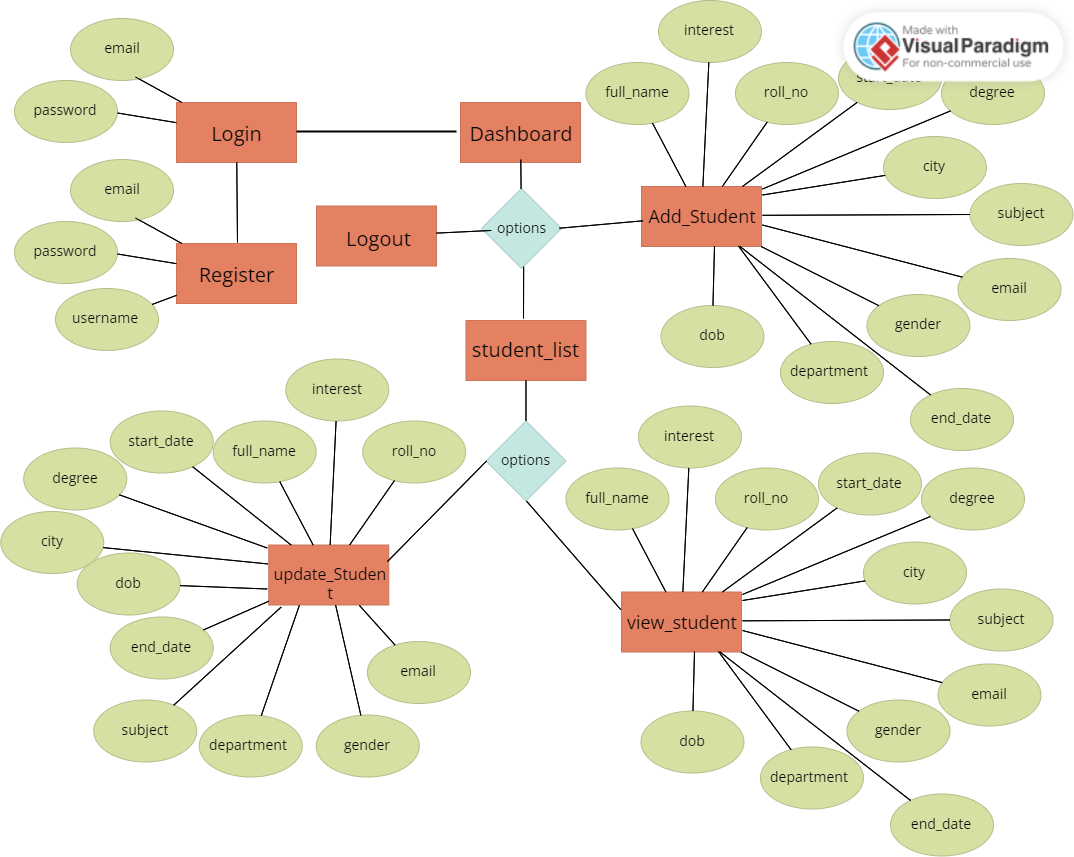 interest
Made with
Visual Paradigm
For non-commercial use
email
full_name
roll_no
start_date
degree
password
Login
Dashboard
city
email
Add_Student
subject
options
Logout
password
Register
email
username
gender
dob
student_list
department
interest
end_date
start_date
full_name
roll_no
interest
options
degree
full_name
roll_no
start_date
degree
city
update_Studen
t
dob
city
view_student
subject
end_date
email
email
subject
department
gender
gender
dob
department
end_date